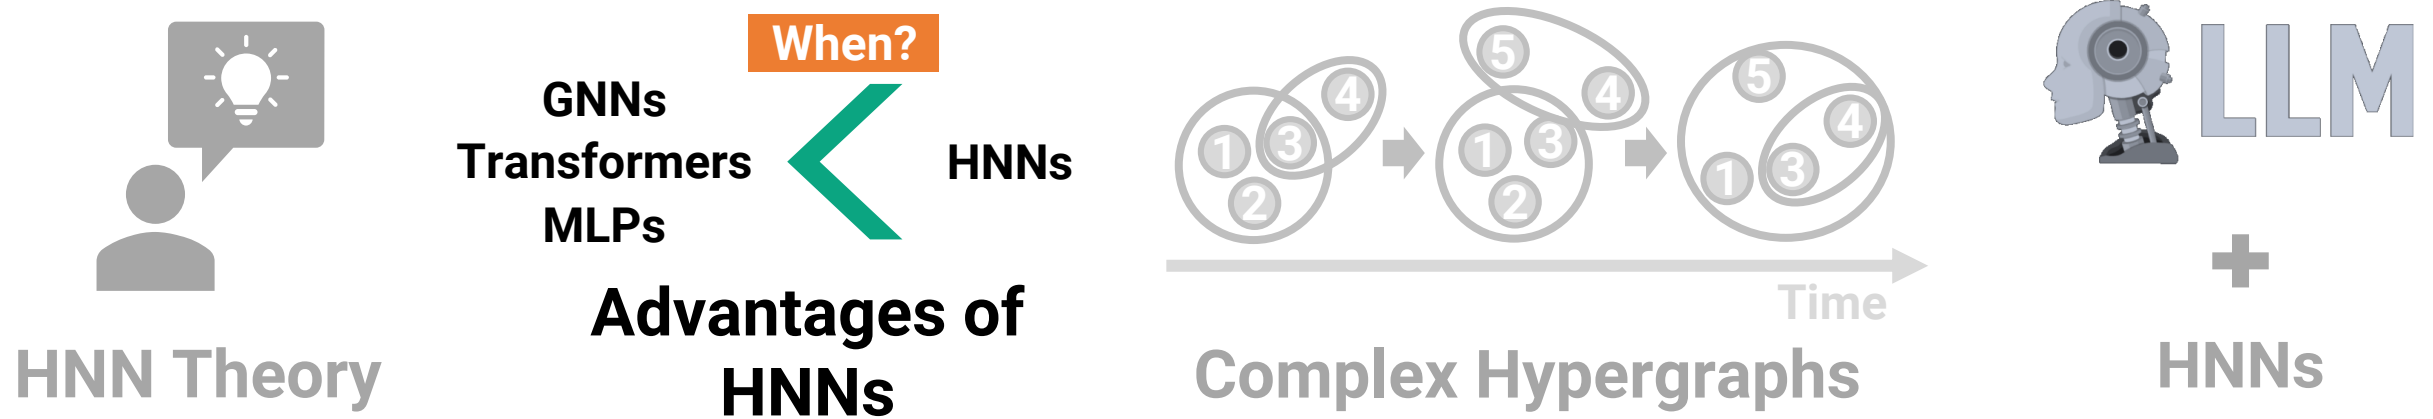 HNN Theory
When?
GNNs
Transformers
MLPs
HNNs
Advantages of
HNNs
1
2
3
4
5
4
1
3
2
5
4
1
3
Time
Complex Hypergraphs
LLM
+
HNNs